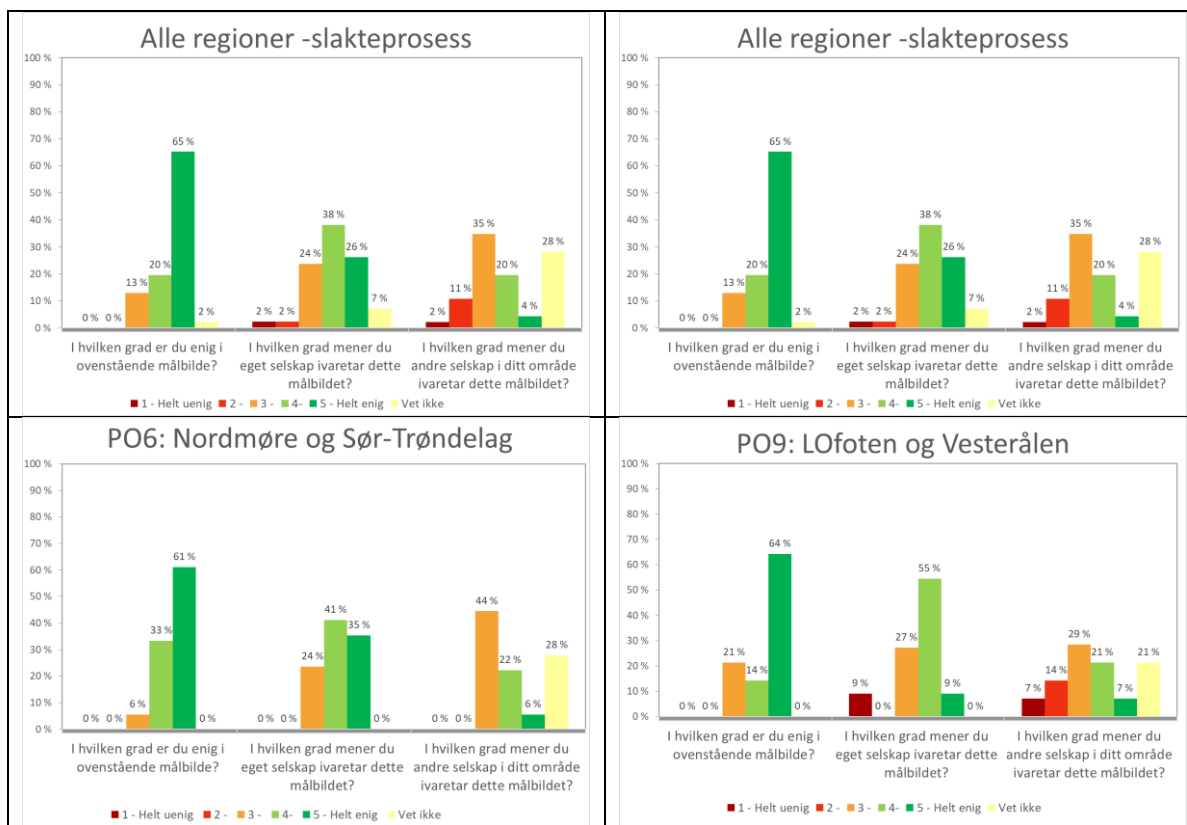 Alle regioner -slakteprosess
100 %
90 %
80 %
70 %
60 %
50 %
40 %
30 %
20 %
10 %
0 %
0 % 0 % 13 % 20 % 65 % 2 %
2 % 2 % 24 % 38 % 26 % 7 %
2 % 11 % 35 % 20 % 4 % 28 %
I hvilken grad er du enig i
ovenstående målbilde?
I hvilken grad mener du
eget selskap ivaretar dette
målbildet?
I hvilken grad mener du
andre selskap i ditt område
ivaretar dette målbildet?
1 - Helt uenig 2 - 3 - 4- 5 - Helt enig Vet ikke
Alle regioner -slakteprosess
100 %
90 %
80 %
70 %
60 %
50 %
40 %
30 %
20 %
10 %
0 %
0 % 0 % 13 % 20 % 65 % 2 %
2 % 2 % 24 % 38 % 26 % 7 %
2 % 11 % 35 % 20 % 4 % 28 %
I hvilken grad er du enig i
ovenstående målbilde?
I hvilken grad mener du
eget selskap ivaretar dette
målbildet?
I hvilken grad mener du
andre selskap i ditt område
ivaretar dette målbildet?
1 - Helt uenig 2 - 3 - 4- 5 - Helt enig Vet ikke
PO6: Nordmøre og Sør-Trøndelag
100 %
90 %
80 %
70 %
60 %
50 %
40 %
30 %
20 %
10 %
0 %
0 % 0 % 6 % 33 % 61 % 0 %
0 % 0 % 24 % 41 % 35 % 0 %
0 % 0 % 44 % 22 % 6 % 28 %
I hvilken grad er du enig i
ovenstående målbilde?
I hvilken grad mener du
eget selskap ivaretar dette
målbildet?
I hvilken grad mener du
andre selskap i ditt område
ivaretar dette målbildet?
1 - Helt uenig 2 - 3 - 4- 5 - Helt enig Vet ikke
PO9: LOfoten og Vesterålen
100 %
90 %
80 %
70 %
60 %
50 %
40 %
30 %
20 %
10 %
0 %
0 % 0 % 21 % 14 % 64 % 0 %
9 % 0 % 27 % 55 % 9 % 0 %
7 % 14 % 29 % 21 % 7 % 21 %
I hvilken grad er du enig i
ovenstående målbilde?
I hvilken grad mener du
eget selskap ivaretar dette
målbildet?
I hvilken grad mener du
andre selskap i ditt område
ivaretar dette målbildet?
1 - Helt uenig 2 - 3 - 4- 5 - Helt enig Vet ikke